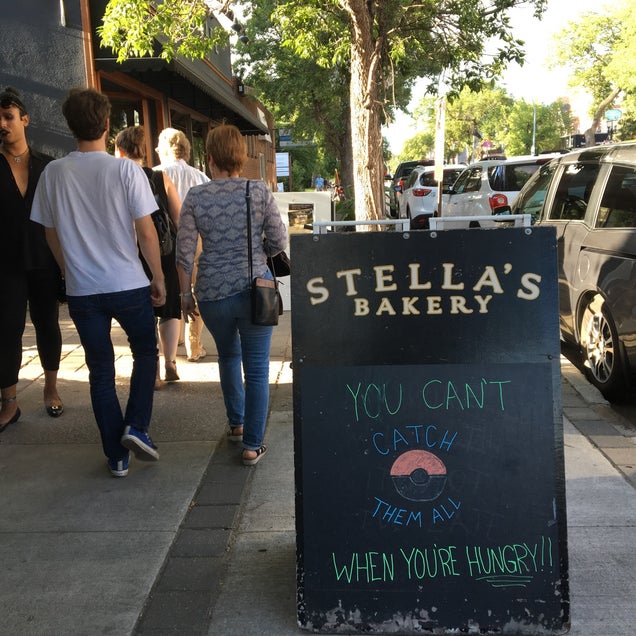 STELLA'S
BAKERY
YOU CAN'T
CATCH
THEM ALL
WHEN YOU'RE HUNGRY!!